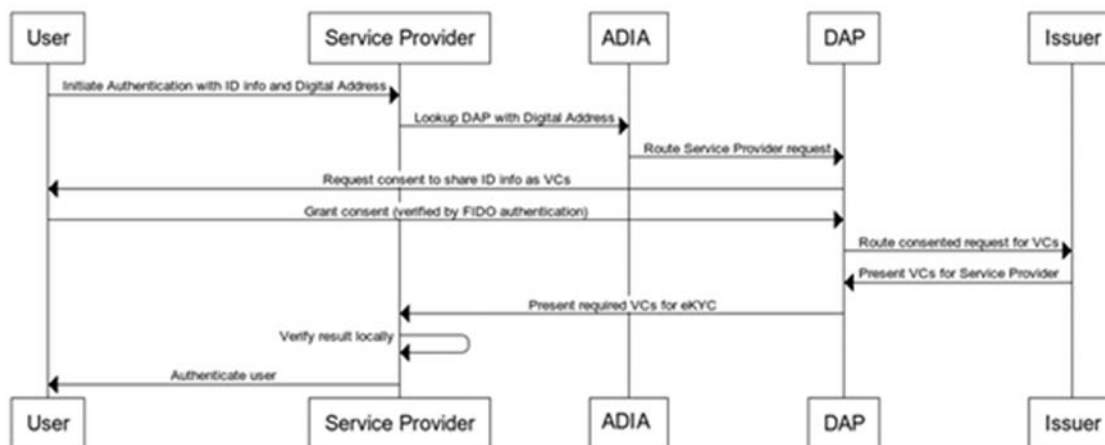 User Service Provider ADIA DAP Issuer
Initiate Authentication with ID info and Digital Address
Lookup DAP with Digital Address
Route Service Provider request
Request consent to share ID info as VCs
Grant consent (verified by FIDO authentication)
Route consented request for VCs
Present VCs for Service Provider
Present required VCs for eKYC
Verify result locally
Authenticate user
User Service Provider ADIA DAP Issuer